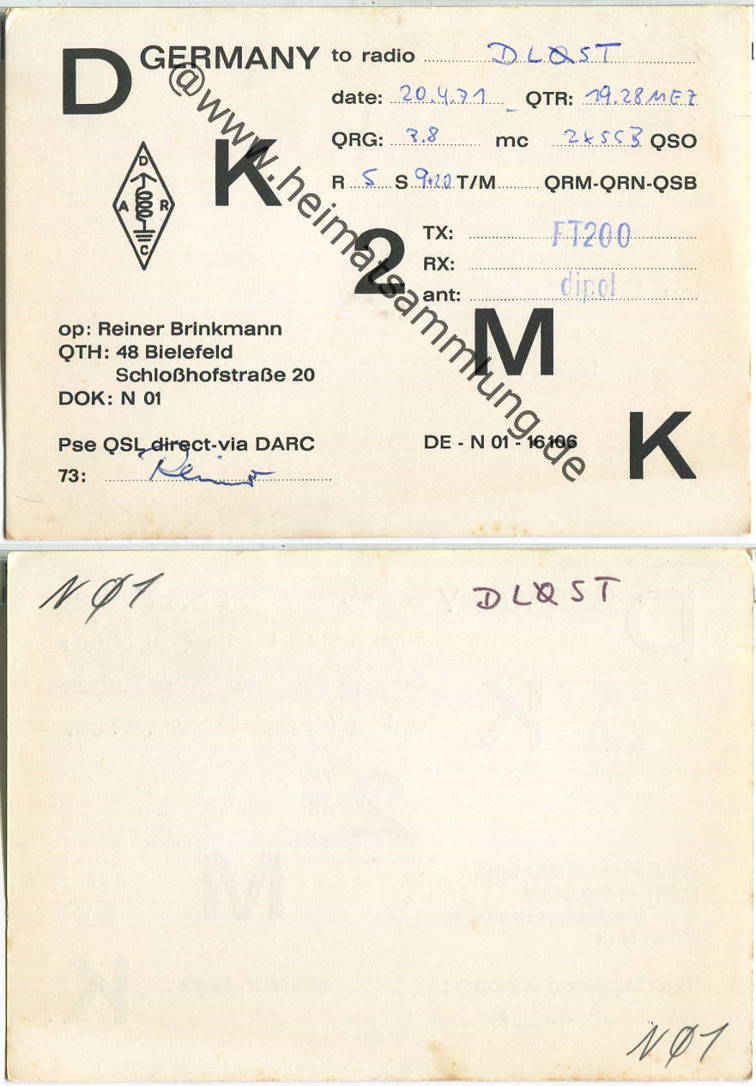 D GERMANY to radio DLØST
date: 20.4.71 QTR: 19.28 MEZ
K QRG: 3.8 mc 2xSSB QSO
R 5 S 9+20 T/M QRM-QRN-QSB
D
A R
C
2
TX: FT200
RX:
ant: dipol
M
op: Reiner Brinkmann
QTH: 48 Bielefeld
Schloßhofstraße 20
DOK: N 01
K
Pse QSL direct-via DARC DE - N 01 - 16106
73: Reiner
@www.heimatsammlung.de
NØ1 DLØST
NØ1